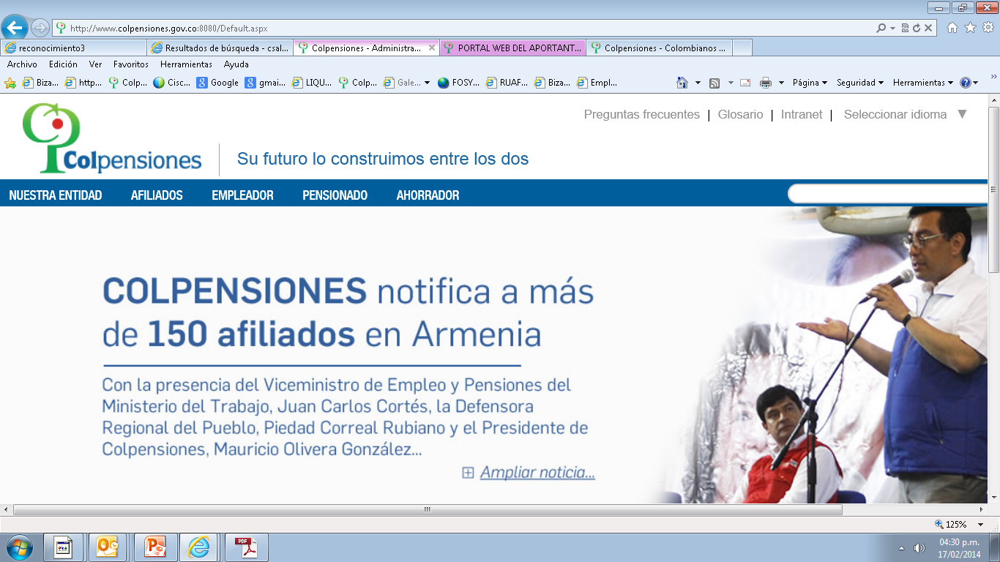 http://www.colpensiones.gov.co:8080/Default.aspx
reconocimiento3
Resultados de búsqueda - csal...
Colpensiones - Administra...
PORTAL WEB DEL APORTANT...
Colpensiones - Colombianos ...
Archivo Edición Ver Favoritos Herramientas Ayuda
Biza... http... Colp... Cisc... Google gmai... LIQU... Colp... Gale... FOSY... RUAF... Biza... Empl... Página Seguridad Herramientas
Preguntas frecuentes | Glosario | Intranet | Seleccionar idioma
Colpensiones
Su futuro lo construimos entre los dos
NUESTRA ENTIDAD AFILIADOS EMPLEADOR PENSIONADO AHORRADOR
COLPENSIONES notifica a más
de 150 afiliados en Armenia
Con la presencia del Viceministro de Empleo y Pensiones del
Ministerio del Trabajo, Juan Carlos Cortés, la Defensora
Regional del Pueblo, Piedad Correal Rubiano y el Presidente de
Colpensiones, Mauricio Olivera González...
Ampliar noticia...
125%
PDF
04:30 p.m.
17/02/2014